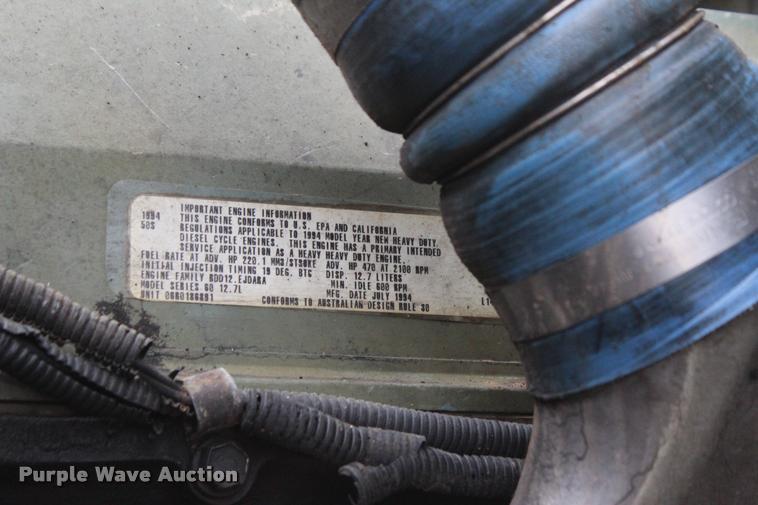 1994 IMPORTANT ENGINE INFORMATION
50S THIS ENGINE CONFORMS TO U.S. EPA AND CALIFORNIA
REGULATIONS APPLICABLE TO 1994 MODEL YEAR NEW HEAVY DUTY,
DIESEL CYCLE ENGINES. THIS ENGINE HAS A PRIMARY INTENDED
SERVICE APPLICATION AS A HEAVY HEAVY DUTY ENGINE.
FUEL RATE AT ADV. HP 228.1 MM3/STROKE ADV. HP 470 AT 2100 RPM
INITIAL INJECTION TIMING 19 DEG. BTC DISP. 12.7 LITERS
ENGINE FAMILY RDD12.EJDARA MIN. IDLE 600 RPM
MODEL SERIES 60 12.7L MFG. DATE JULY 1994
UNIT 06R0186691 CONFORMS TO AUSTRALIAN DESIGN RULE 30
Purple Wave Auction